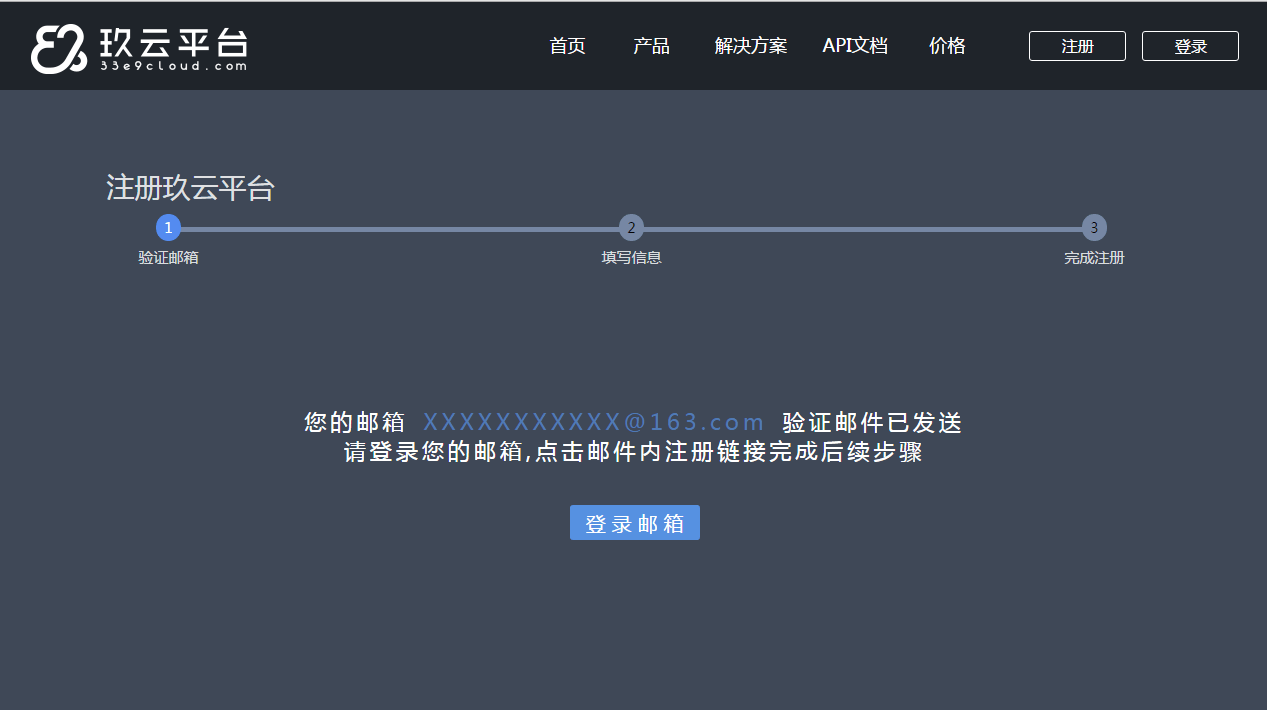 玖云平台
33e9cloud.com
首页 产品 解决方案 API文档 价格 注册 登录
注册玖云平台
1 2 3
验证邮箱 填写信息 完成注册
您的邮箱 XXXXXXXXXXX@163.com 验证邮件已发送
请登录您的邮箱,点击邮件内注册链接完成后续步骤
登录邮箱